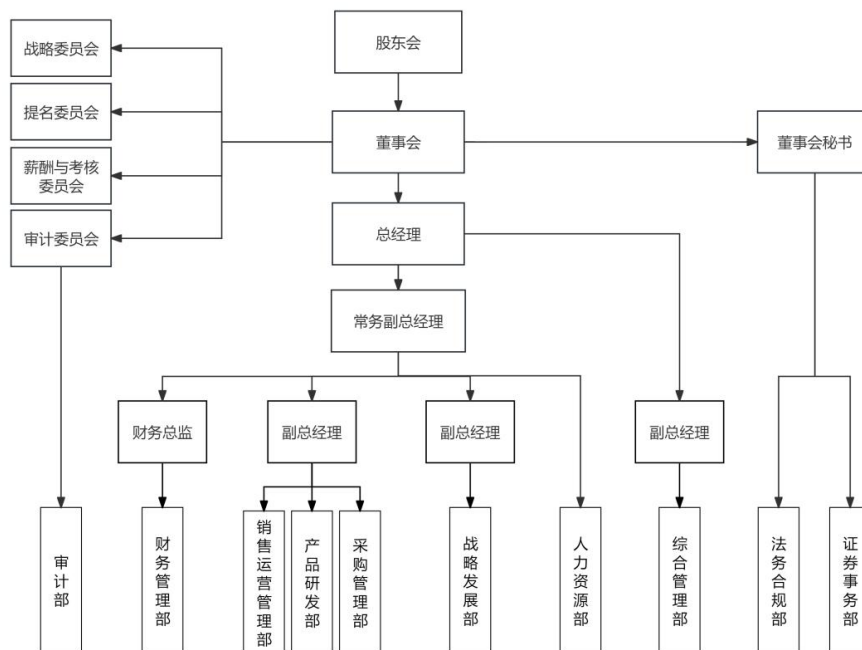 股东会
战略委员会
提名委员会
董事会
董事会秘书
薪酬与考核
委员会
审计委员会
总经理
常务副总经理
财务总监
副总经理
副总经理
副总经理
审计部
财务管理部
销售运营管理部
产品研发部
采购管理部
战略发展部
人力资源部
综合管理部
法务合规部
证券事务部